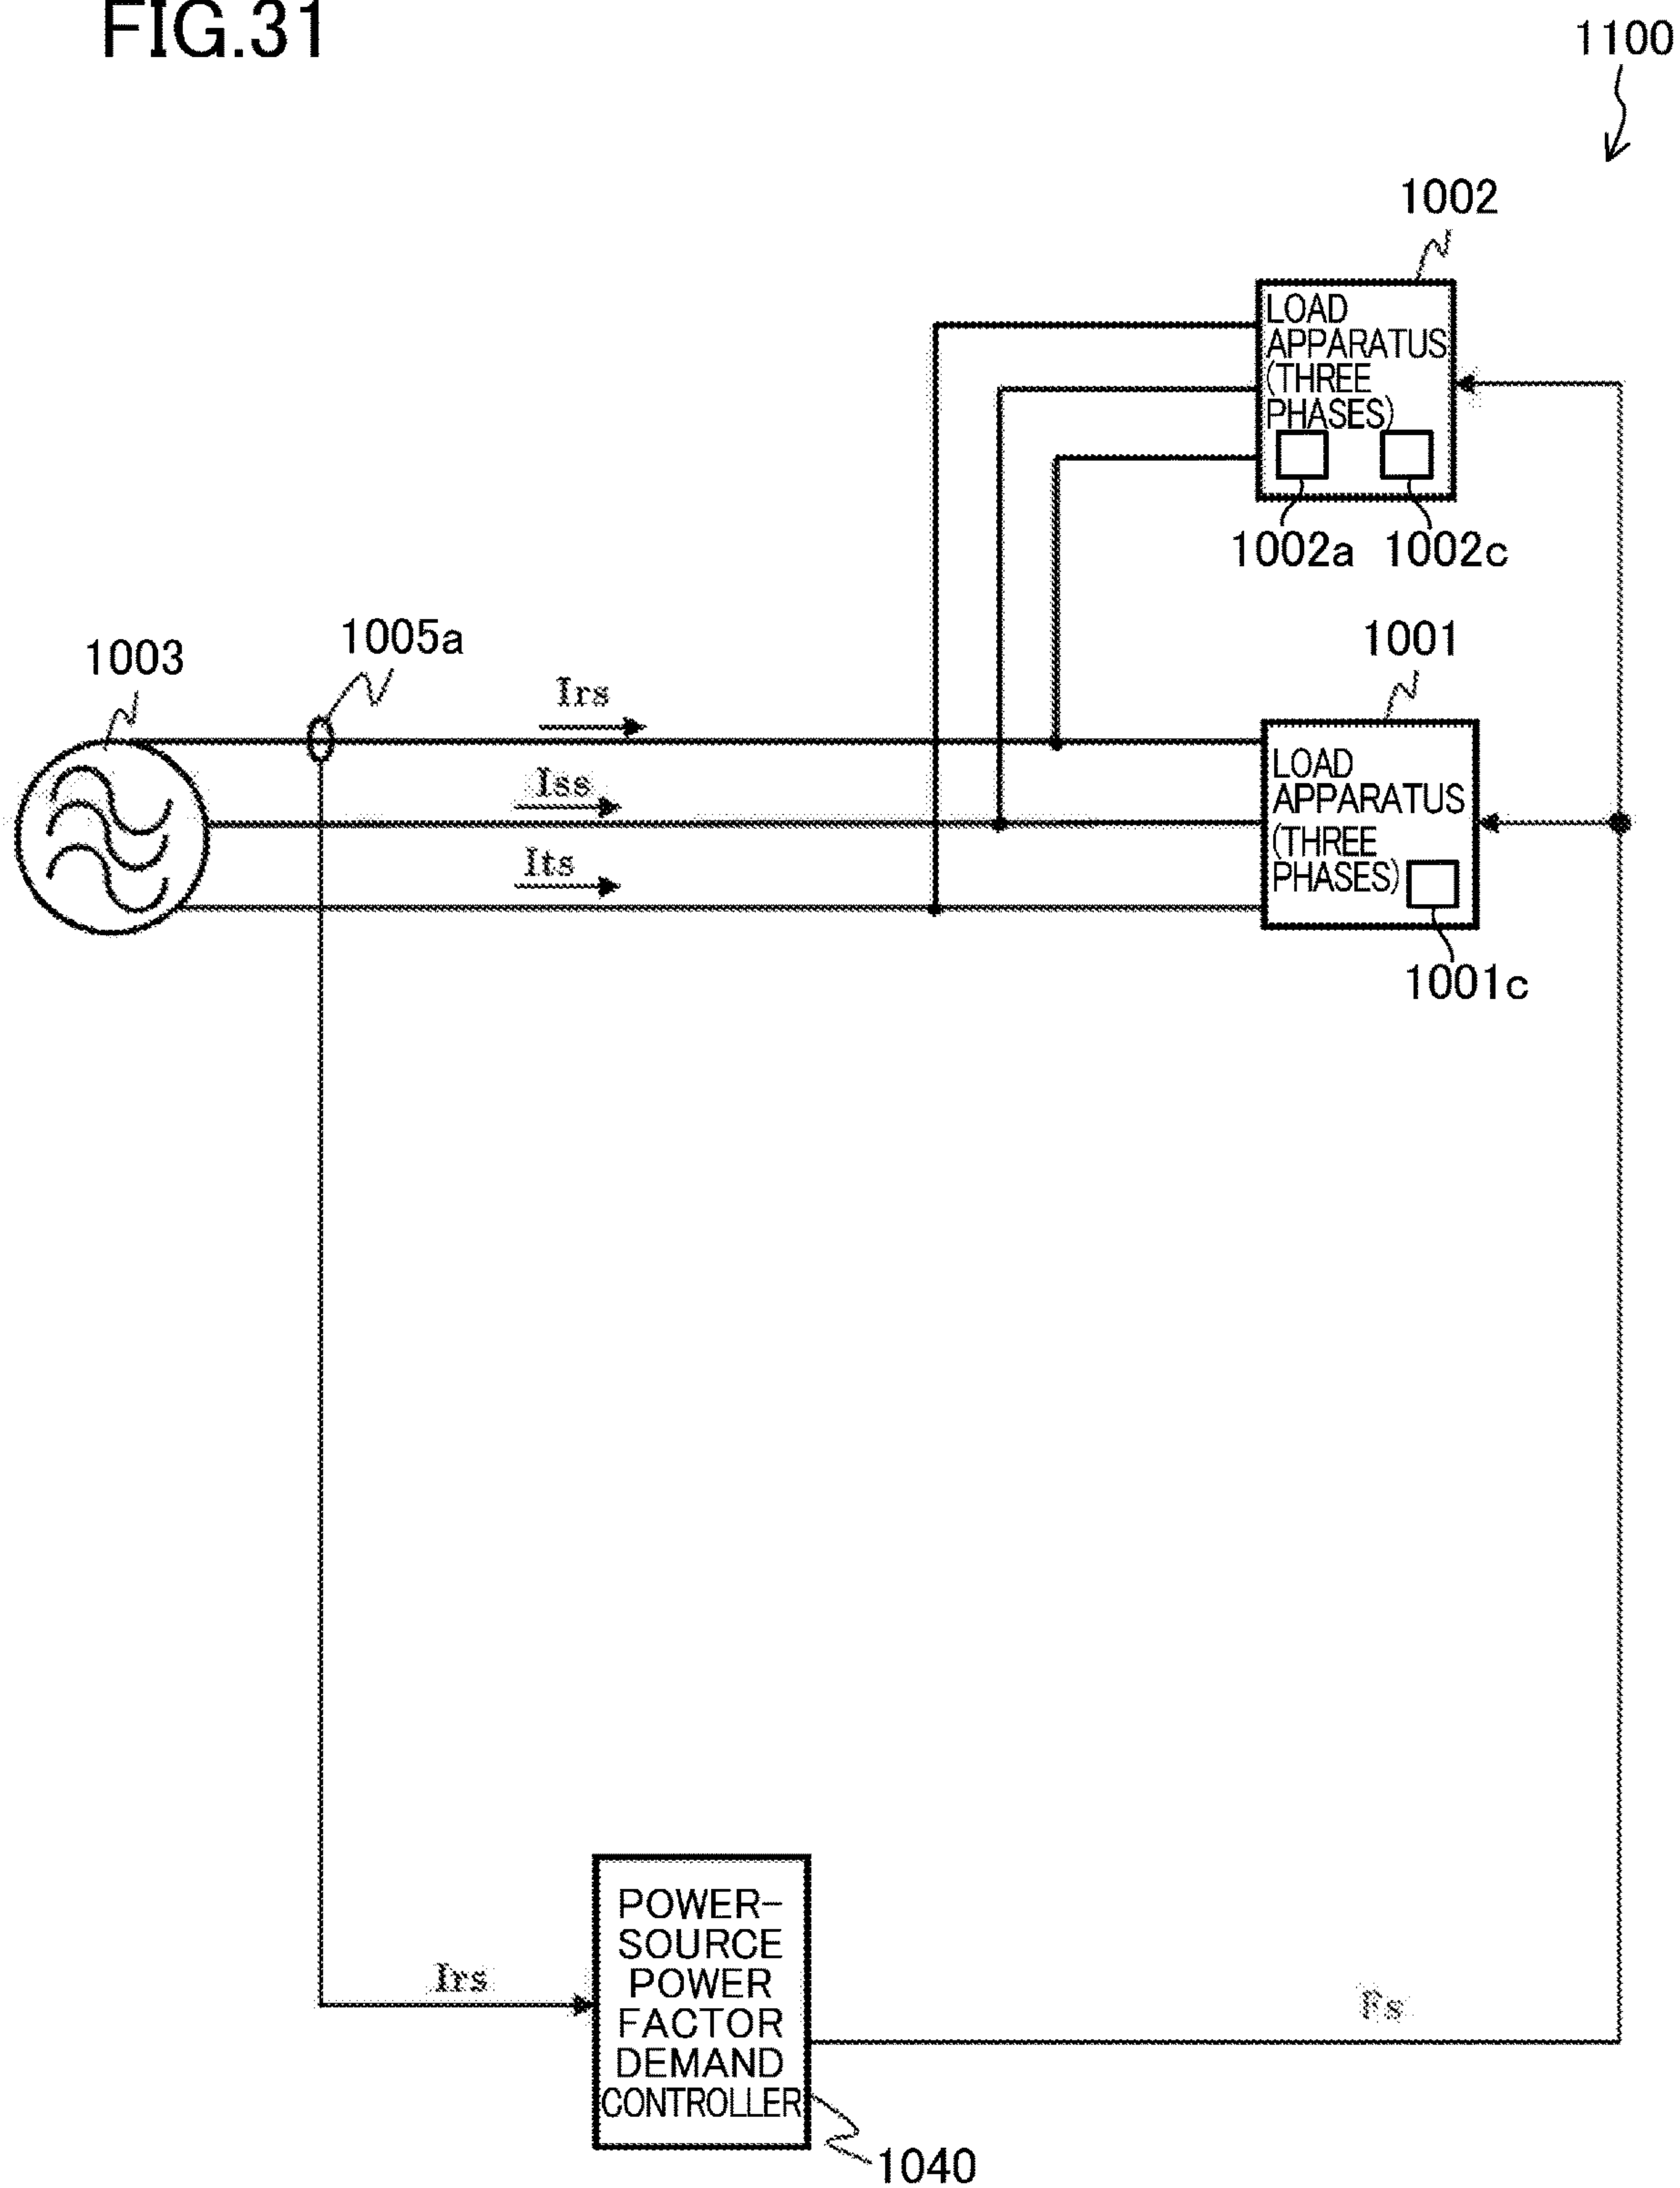 FIG.31
1100
1002
LOAD
APPARATUS
(THREE
PHASES)
1002a 1002c
1003
1005a
Irs
Iss
Its
1001
LOAD
APPARATUS
(THREE
PHASES)
1001c
Irs
POWER-
SOURCE
POWER
FACTOR
DEMAND
CONTROLLER
1040